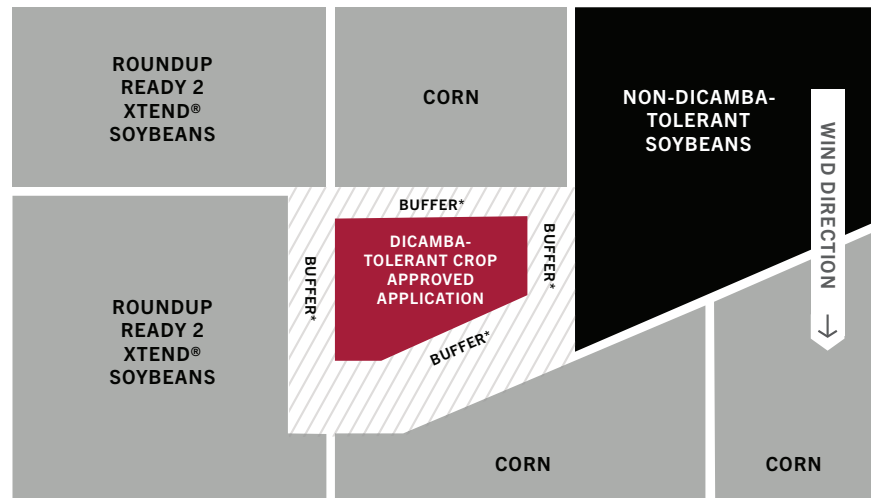 ROUNDUP
READY 2
XTEND®
SOYBEANS
CORN
NON-DICAMBA-
TOLERANT
SOYBEANS
WIND DIRECTION
BUFFER*
DICAMBA-
TOLERANT CROP
APPROVED
APPLICATION
BUFFER*
BUFFER*
BUFFER*
ROUNDUP
READY 2
XTEND®
SOYBEANS
CORN
CORN